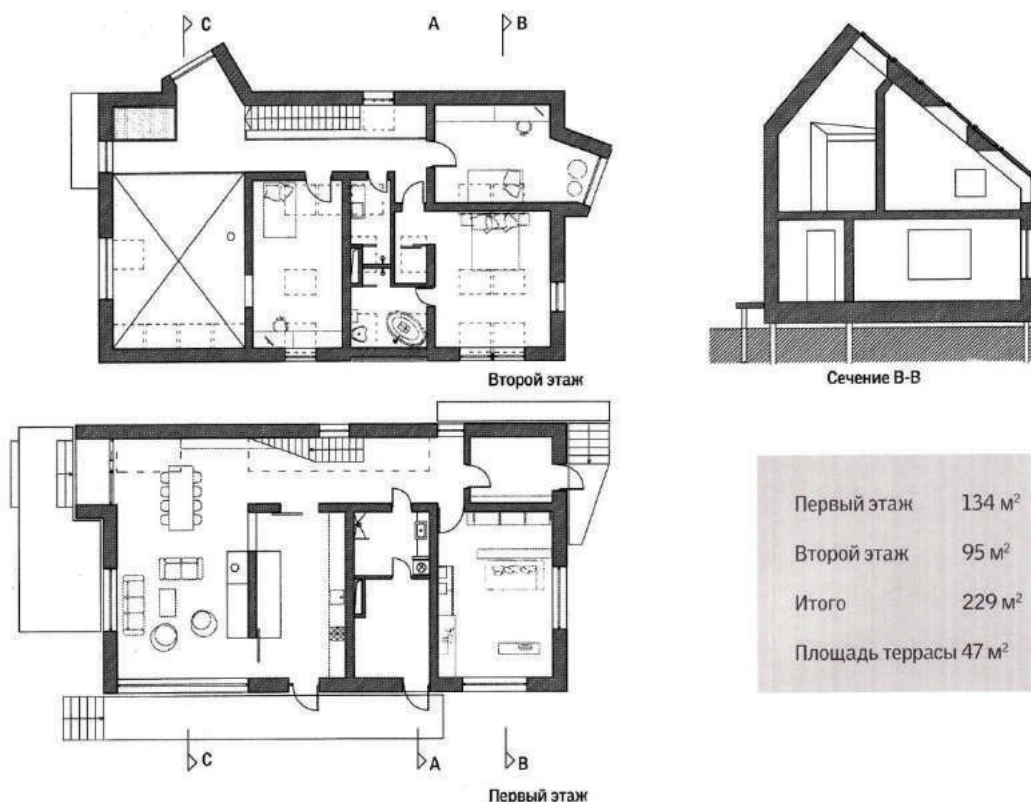 C A B
Второй этаж
Сечение B-B
C A B
Первый этаж
Первый этаж 134 м²
Второй этаж 95 м²
Итого 229 м²
Площадь террасы 47 м²